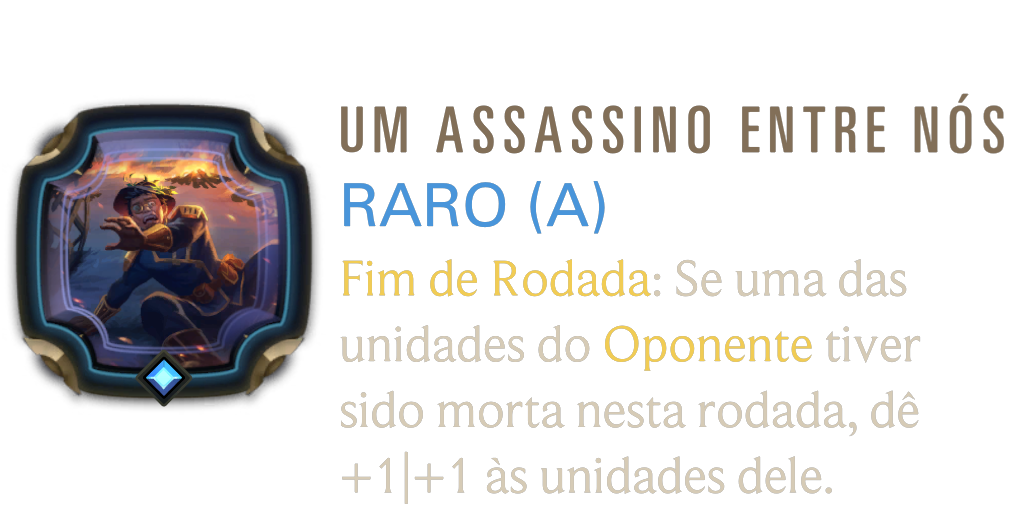 UM ASSASSINO ENTRE NÓS
RARO (A)
Fim de Rodada: Se uma das
unidades do Oponente tiver
sido morta nesta rodada, dê
+1|+1 às unidades dele.